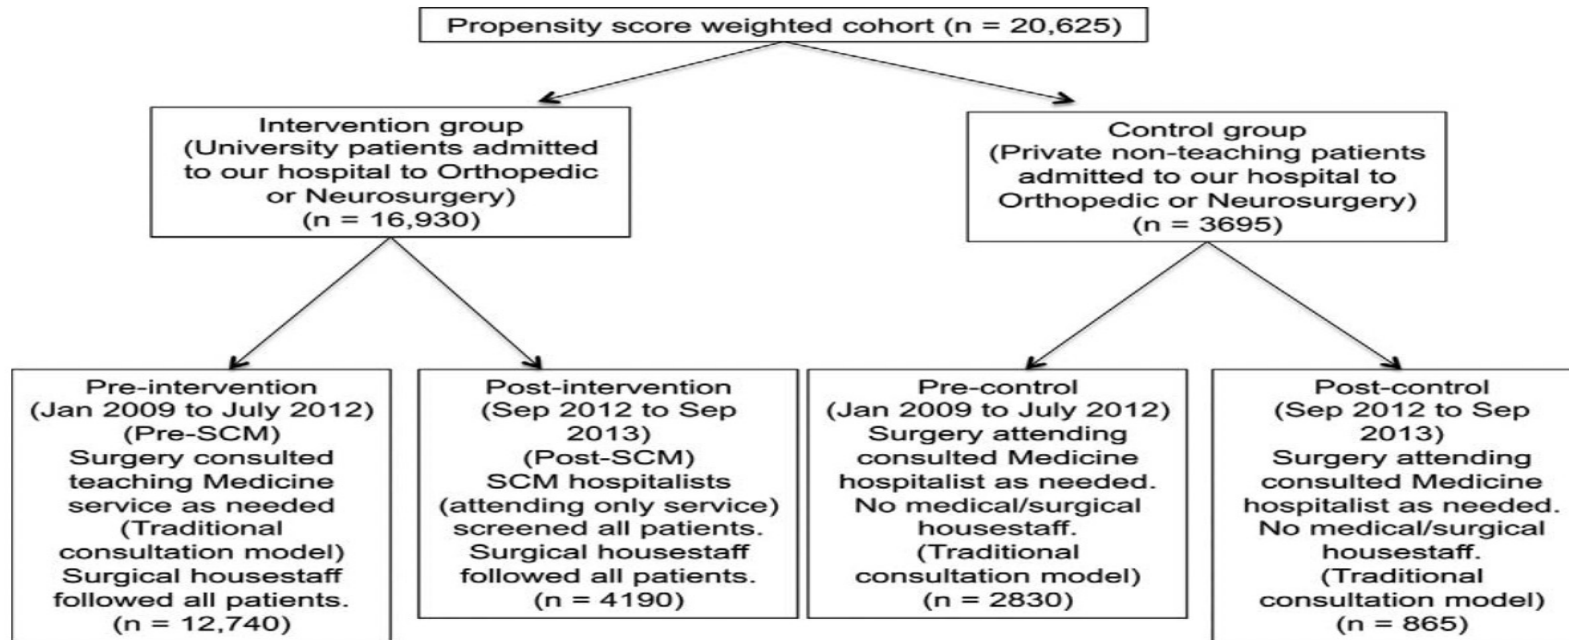 Propensity score weighted cohort (n = 20,625)
Intervention group
(University patients admitted
to our hospital to Orthopedic
or Neurosurgery)
(n = 16,930)
Control group
(Private non-teaching patients
admitted to our hospital to
Orthopedic or Neurosurgery)
(n = 3695)
Pre-intervention
(Jan 2009 to July 2012)
(Pre-SCM)
Surgery consulted
teaching Medicine
service as needed
(Traditional
consultation model)
Surgical housestaff
followed all patients.
(n = 12,740)
Post-intervention
(Sep 2012 to Sep
2013)
(Post-SCM)
SCM hospitalists
(attending only service)
screened all patients.
Surgical housestaff
followed all patients.
(n = 4190)
Pre-control
(Jan 2009 to July 2012)
Surgery attending
consulted Medicine
hospitalist as needed.
No medical/surgical
housestaff.
(Traditional
consultation model)
(n = 2830)
Post-control
(Sep 2012 to Sep
2013)
Surgery attending
consulted Medicine
hospitalist as needed.
No medical/surgical
housestaff.
(Traditional
consultation model)
(n = 865)